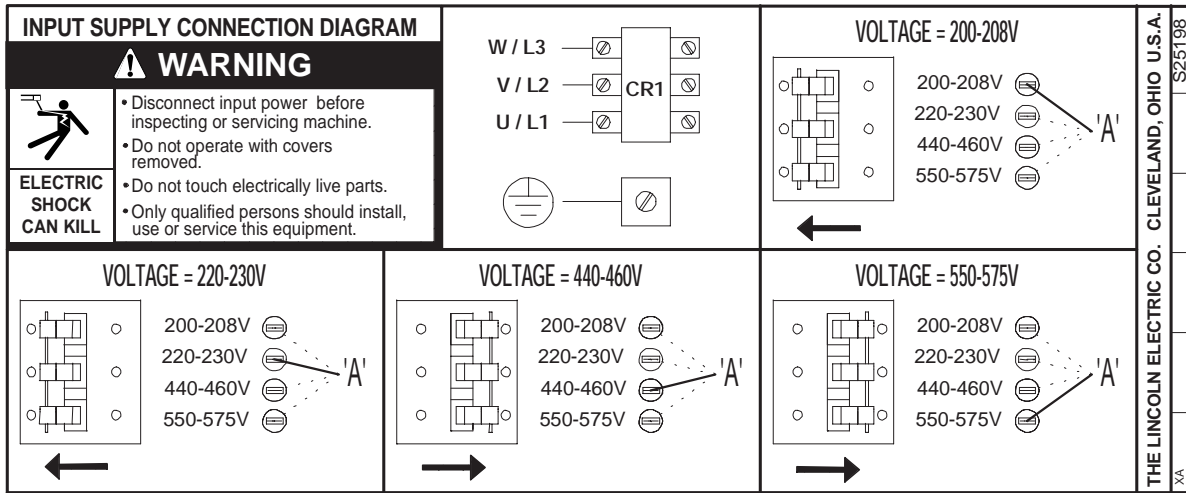 INPUT SUPPLY CONNECTION DIAGRAM
WARNING
ELECTRIC
SHOCK
CAN KILL
• Disconnect input power before
inspecting or servicing machine.
• Do not operate with covers
removed.
• Do not touch electrically live parts.
• Only qualified persons should install,
use or service this equipment.
W / L3
V / L2
U / L1
CR1
VOLTAGE = 200-208V
200-208V
220-230V
440-460V
550-575V
'A'
VOLTAGE = 220-230V
200-208V
220-230V
440-460V
550-575V
'A'
VOLTAGE = 440-460V
200-208V
220-230V
440-460V
550-575V
'A'
VOLTAGE = 550-575V
200-208V
220-230V
440-460V
550-575V
'A'
THE LINCOLN ELECTRIC CO. CLEVELAND, OHIO U.S.A.
S25198
XA